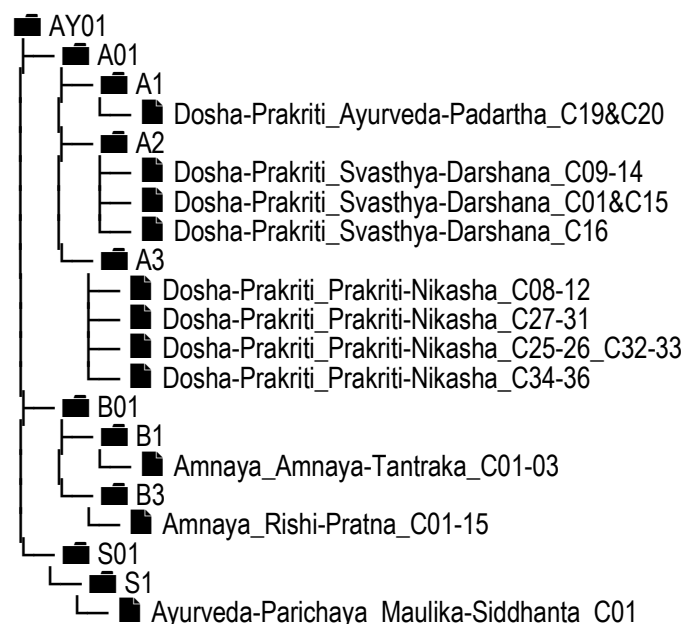 AY01
A01
A1
Dosha-Prakriti_Ayurveda-Padartha_C19&C20
A2
Dosha-Prakriti_Svasthya-Darshana_C09-14
Dosha-Prakriti_Svasthya-Darshana_C01&C15
Dosha-Prakriti_Svasthya-Darshana_C16
A3
Dosha-Prakriti_Prakriti-Nikasha_C08-12
Dosha-Prakriti_Prakriti-Nikasha_C27-31
Dosha-Prakriti_Prakriti-Nikasha_C25-26_C32-33
Dosha-Prakriti_Prakriti-Nikasha_C34-36
B01
B1
Amnaya_Amnaya-Tantraka_C01-03
B3
Amnaya_Rishi-Pratna_C01-15
S01
S1
Ayurveda-Parichaya_Maulika-Siddhanta_C01